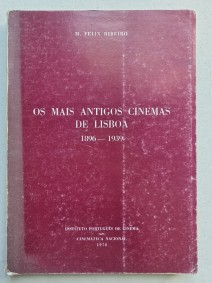 M. FELIX RIBEIRO
OS MAIS ANTIGOS CINEMAS
DE LISBOA
1896 — 1939
INSTITUTO PORTUGUÊS DE CINEMA
CINEMATECA NACIONAL
1978